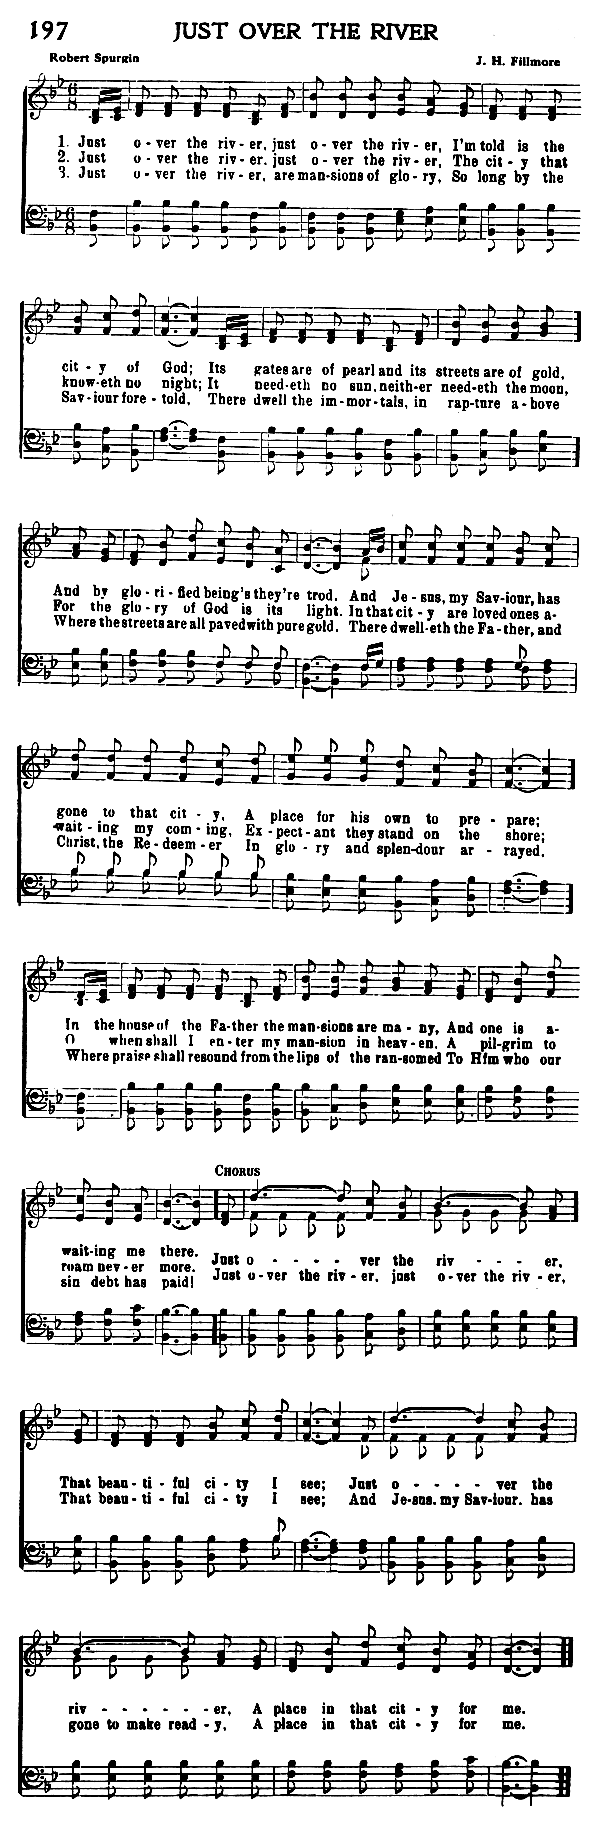 197 JUST OVER THE RIVER
Robert Spurgin J. H. Fillmore
1. Just o-ver the riv-er, just o-ver the riv-er, I'm told is the
2. Just o-ver the riv-er. just o-ver the riv-er, The cit-y that
3. Just o-ver the riv-er, are man-sions of glo-ry, So long by the
cit-y of God; Its gates are of pearl and its streets are of gold,
know-eth no night; It need-eth no sun, neith-er need-eth the moon,
Sav-iour fore-told, There dwell the im-mor-tals, in rap-ture a-bove
And by glo-ri-fied being's they're trod, And Je-sus, my Sav-iour, has
For the glo-ry of God is its light. In that cit-y are loved ones a-
Where the streets are all paved with pure gold. There dwell-eth the Fa-ther, and
gone to that cit-y, A place for his own to pre-pare;
wait-ing my com-ing, Ex-pect-ant they stand on the shore;
Christ, the Re-deem-er In glo-ry and splen-dour ar-rayed.
In the house of the Fa-ther the man-sions are ma-ny, And one is a-
O when shall I en-ter my man-sion in heav-en, A pil-grim to
Where praise shall resound from the lips of the ran-somed To Him who our
CHORUS
wait-ing me there. Just o - - - - ver the riv - - - er,
roam nev-er more.
sin debt has paid! Just o-ver the riv-er, just o-ver the riv-er,
That beau-ti-ful cit-y I see; Just o - - - - ver the
That beau-ti-ful cit-y I see; And Je-sus, my Sav-iour, has
riv - - - - - -er, A place in that cit-y for me.
gone to make read-y, A place in that cit-y for me.